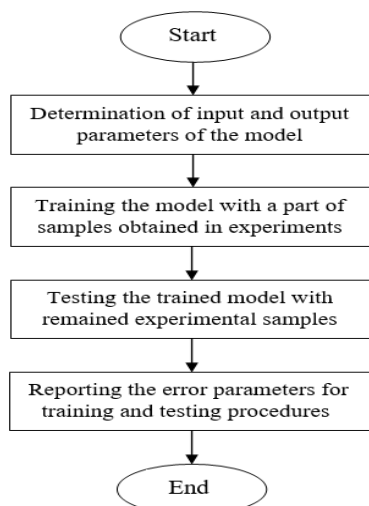 Start
Determination of input and output
parameters of the model
Training the model with a part of
samples obtained in experiments
Testing the trained model with
remained experimental samples
Reporting the error parameters for
training and testing procedures
End